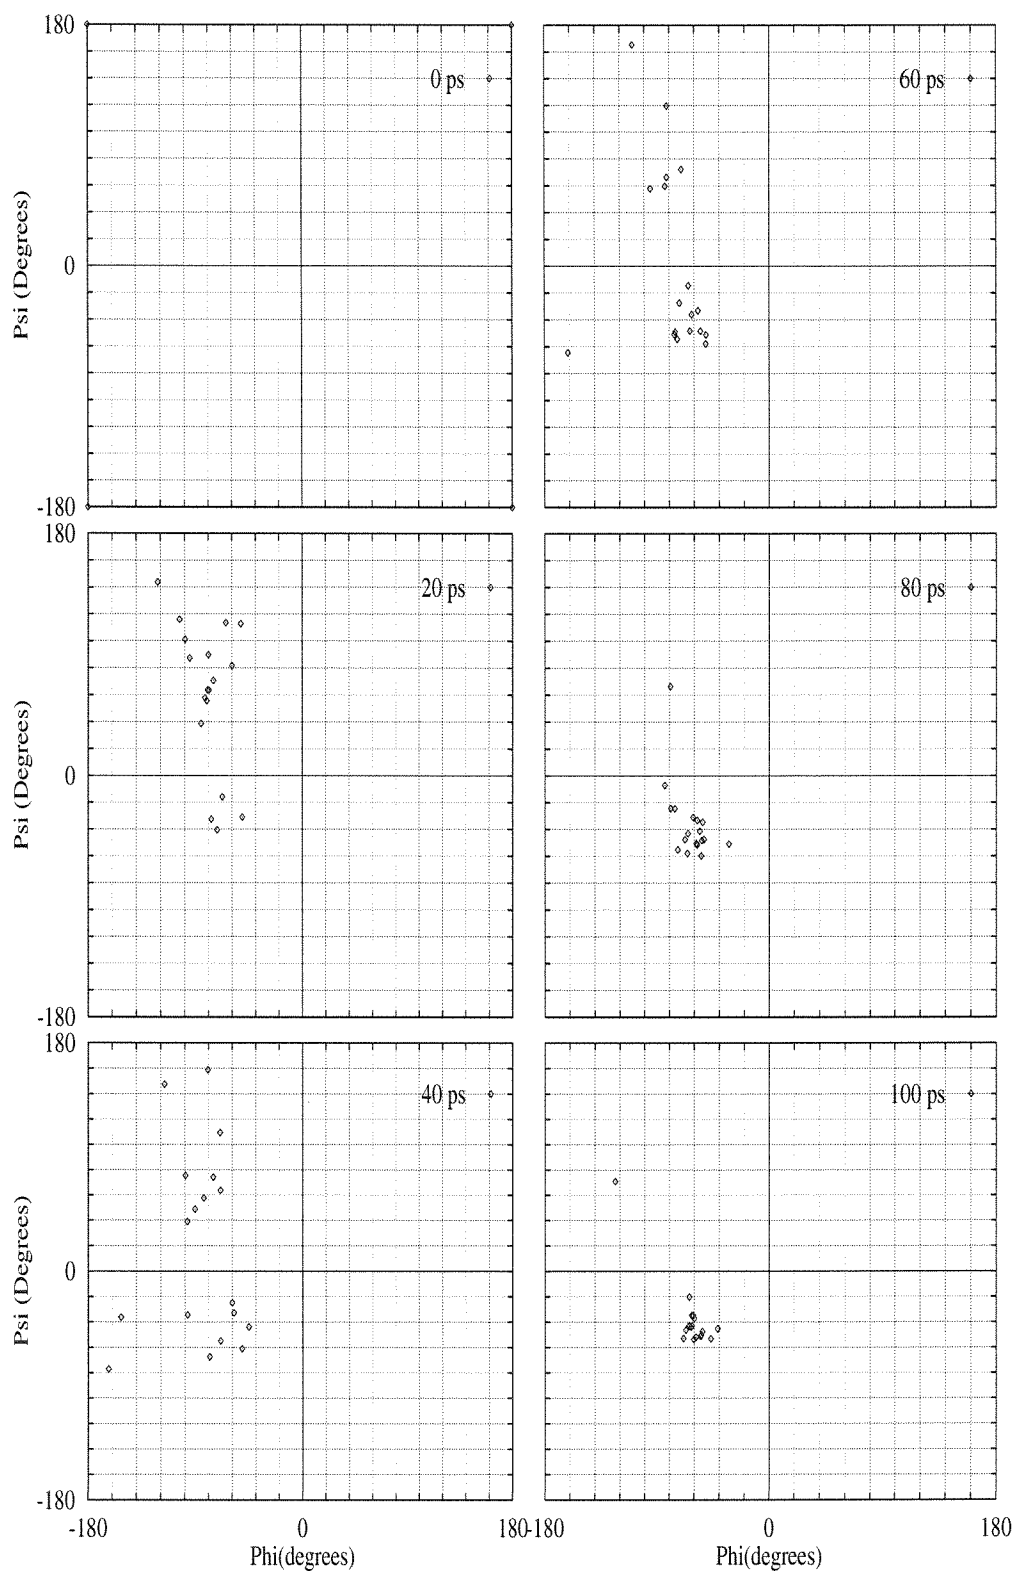 180
0 ps
60 ps
Psi (Degrees)
0
-180
180
20 ps
80 ps
Psi (Degrees)
0
-180
180
40 ps
100 ps
Psi (Degrees)
0
-180
-180 0 180 -180 0 180
Phi(degrees) Phi(degrees)